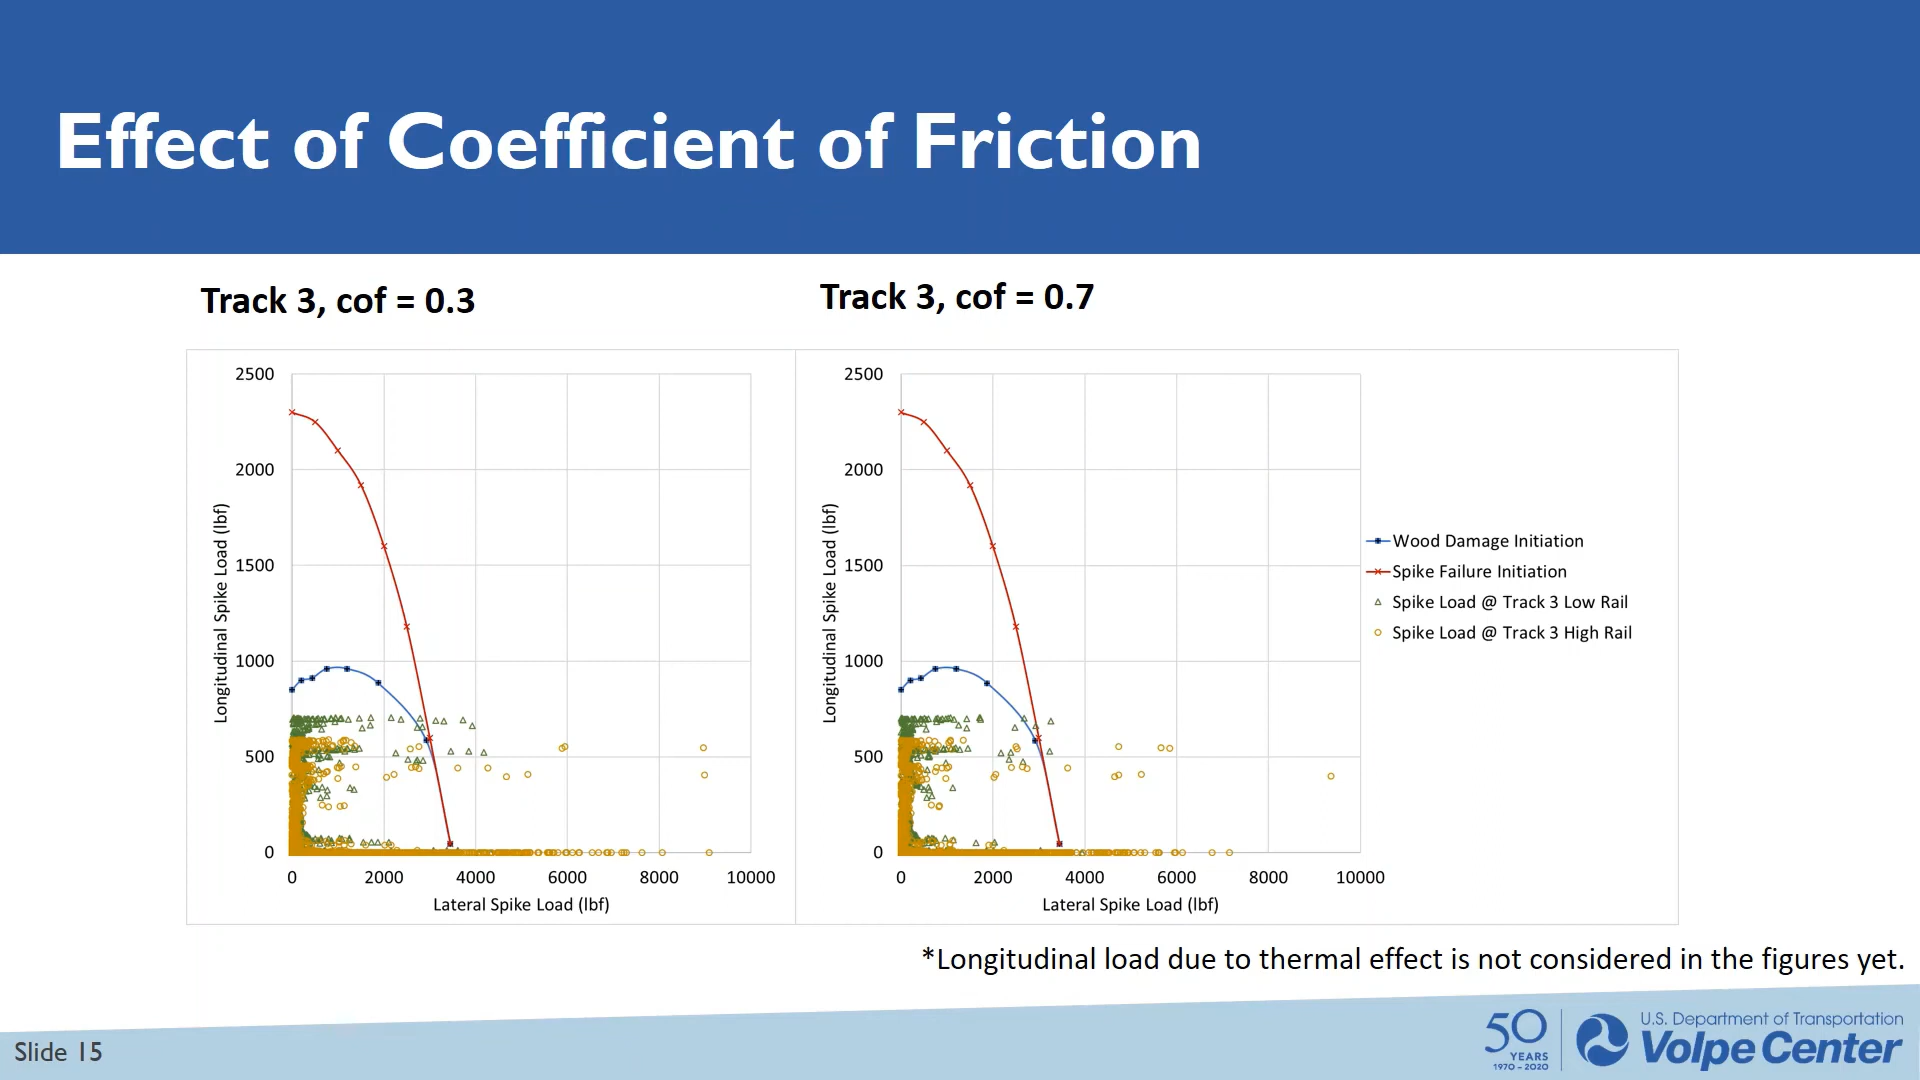 Effect of Coefficient of Friction
Track 3, cof = 0.3
Track 3, cof = 0.7
2500
2000
1500
1000
500
0
0 2000 4000 6000 8000 10000
Longitudinal Spike Load (lbf)
Lateral Spike Load (lbf)
2500
2000
1500
1000
500
0
0 2000 4000 6000 8000 10000
Longitudinal Spike Load (lbf)
Lateral Spike Load (lbf)
Wood Damage Initiation
Spike Failure Initiation
Spike Load @ Track 3 Low Rail
Spike Load @ Track 3 High Rail
*Longitudinal load due to thermal effect is not considered in the figures yet.
Slide 15
50
YEARS
1970 – 2020
U.S. Department of Transportation
Volpe Center